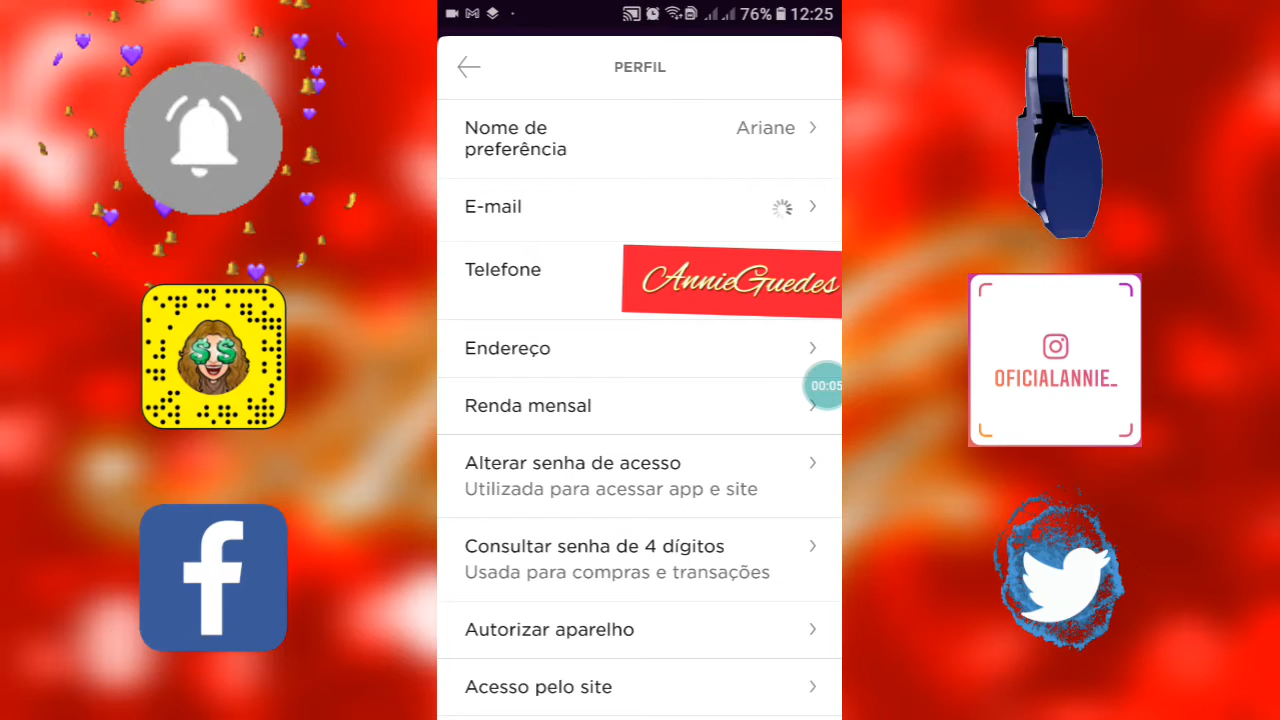 76% 12:25
PERFIL
Nome de
preferência
Ariane
E-mail
Telefone
AnnieGuedes
Endereço
00:05
Renda mensal
Alterar senha de acesso
Utilizada para acessar app e site
Consultar senha de 4 dígitos
Usada para compras e transações
Autorizar aparelho
Acesso pelo site
OFICIALANNIE_